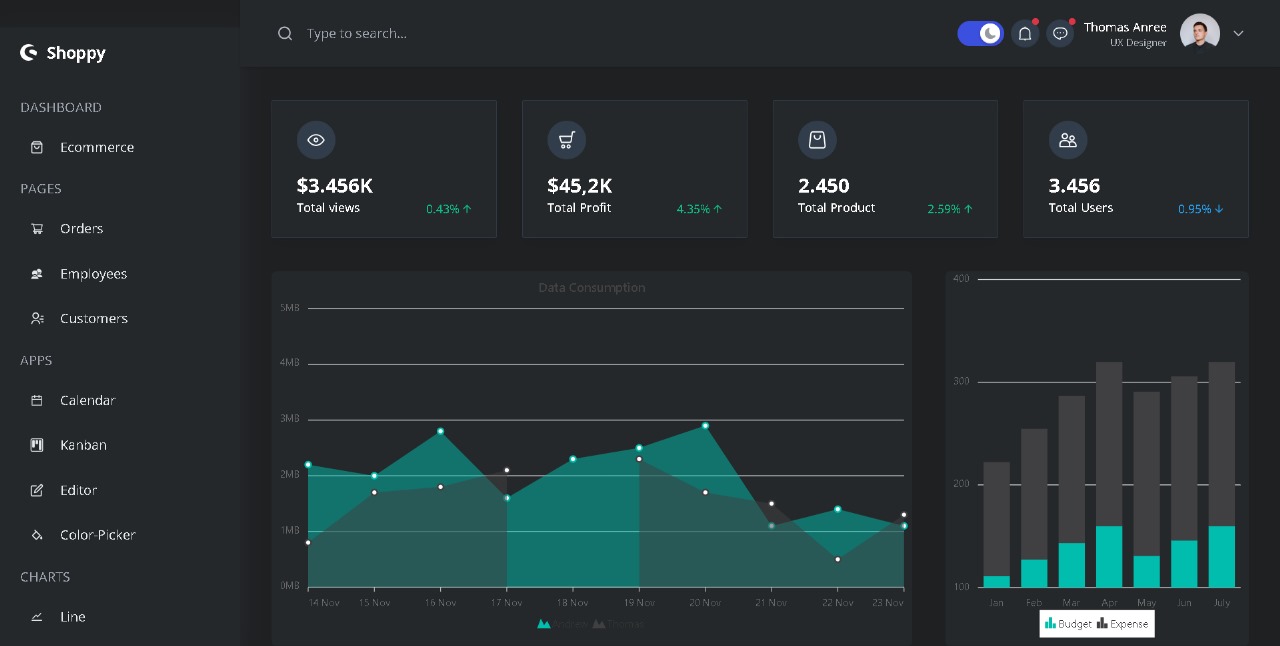 Shoppy
DASHBOARD
Ecommerce
PAGES
Orders
Employees
Customers
APPS
Calendar
Kanban
Editor
Color-Picker
CHARTS
Line
Type to search...
Thomas Anree
UX Designer
$3.456K
Total views
0.43%
$45,2K
Total Profit
4.35%
2.450
Total Product
2.59%
3.456
Total Users
0.95%
Data Consumption
5MB
4MB
3MB
2MB
1MB
0MB
14 Nov 15 Nov 16 Nov 17 Nov 18 Nov 19 Nov 20 Nov 21 Nov 22 Nov 23 Nov
Andrew Thomas
400
300
200
100
Jan Feb Mar Apr May Jun July
Budget Expense